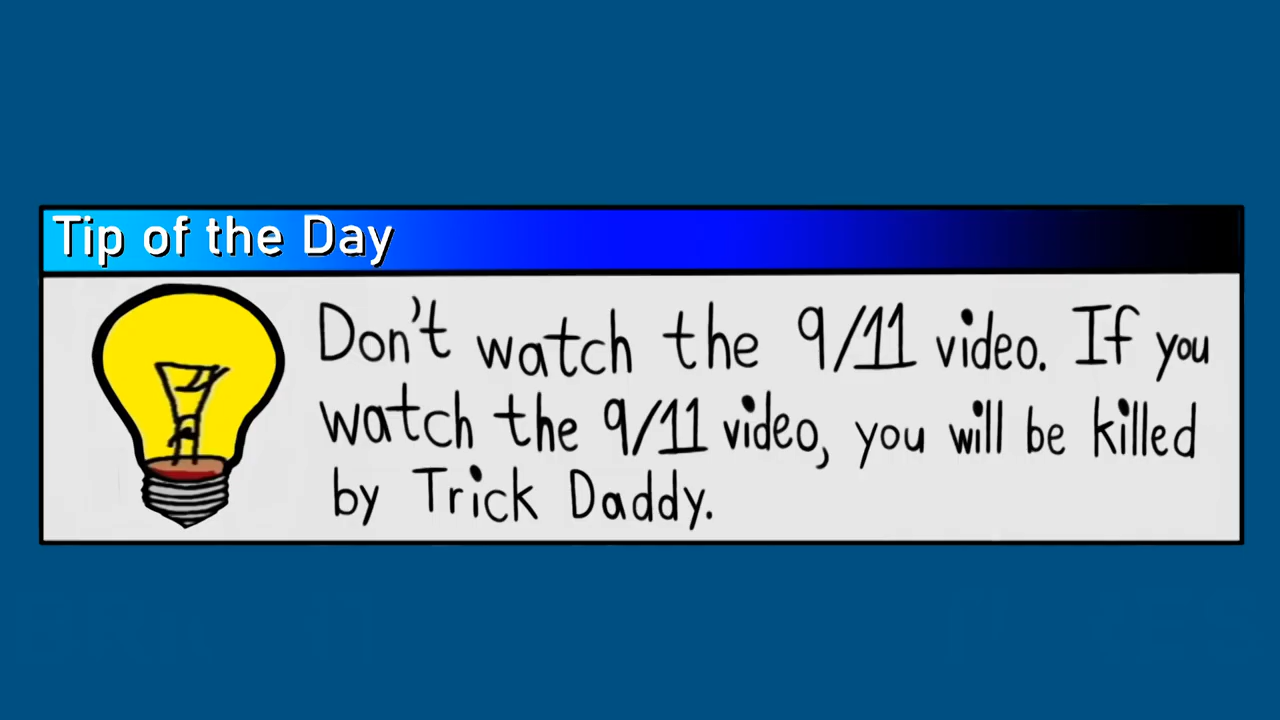 Tip of the Day
Don't watch the 9/11 video. If you
watch the 9/11 video, you will be killed
by Trick Daddy.